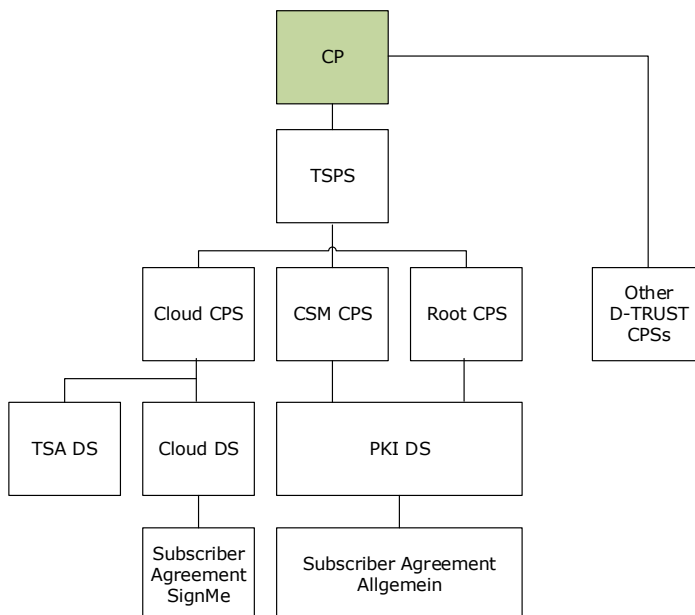 CP
TSPS
Cloud CPS
CSM CPS
Root CPS
Other
D-TRUST
CPSs
TSA DS
Cloud DS
PKI DS
Subscriber
Agreement
SignMe
Subscriber Agreement
Allgemein